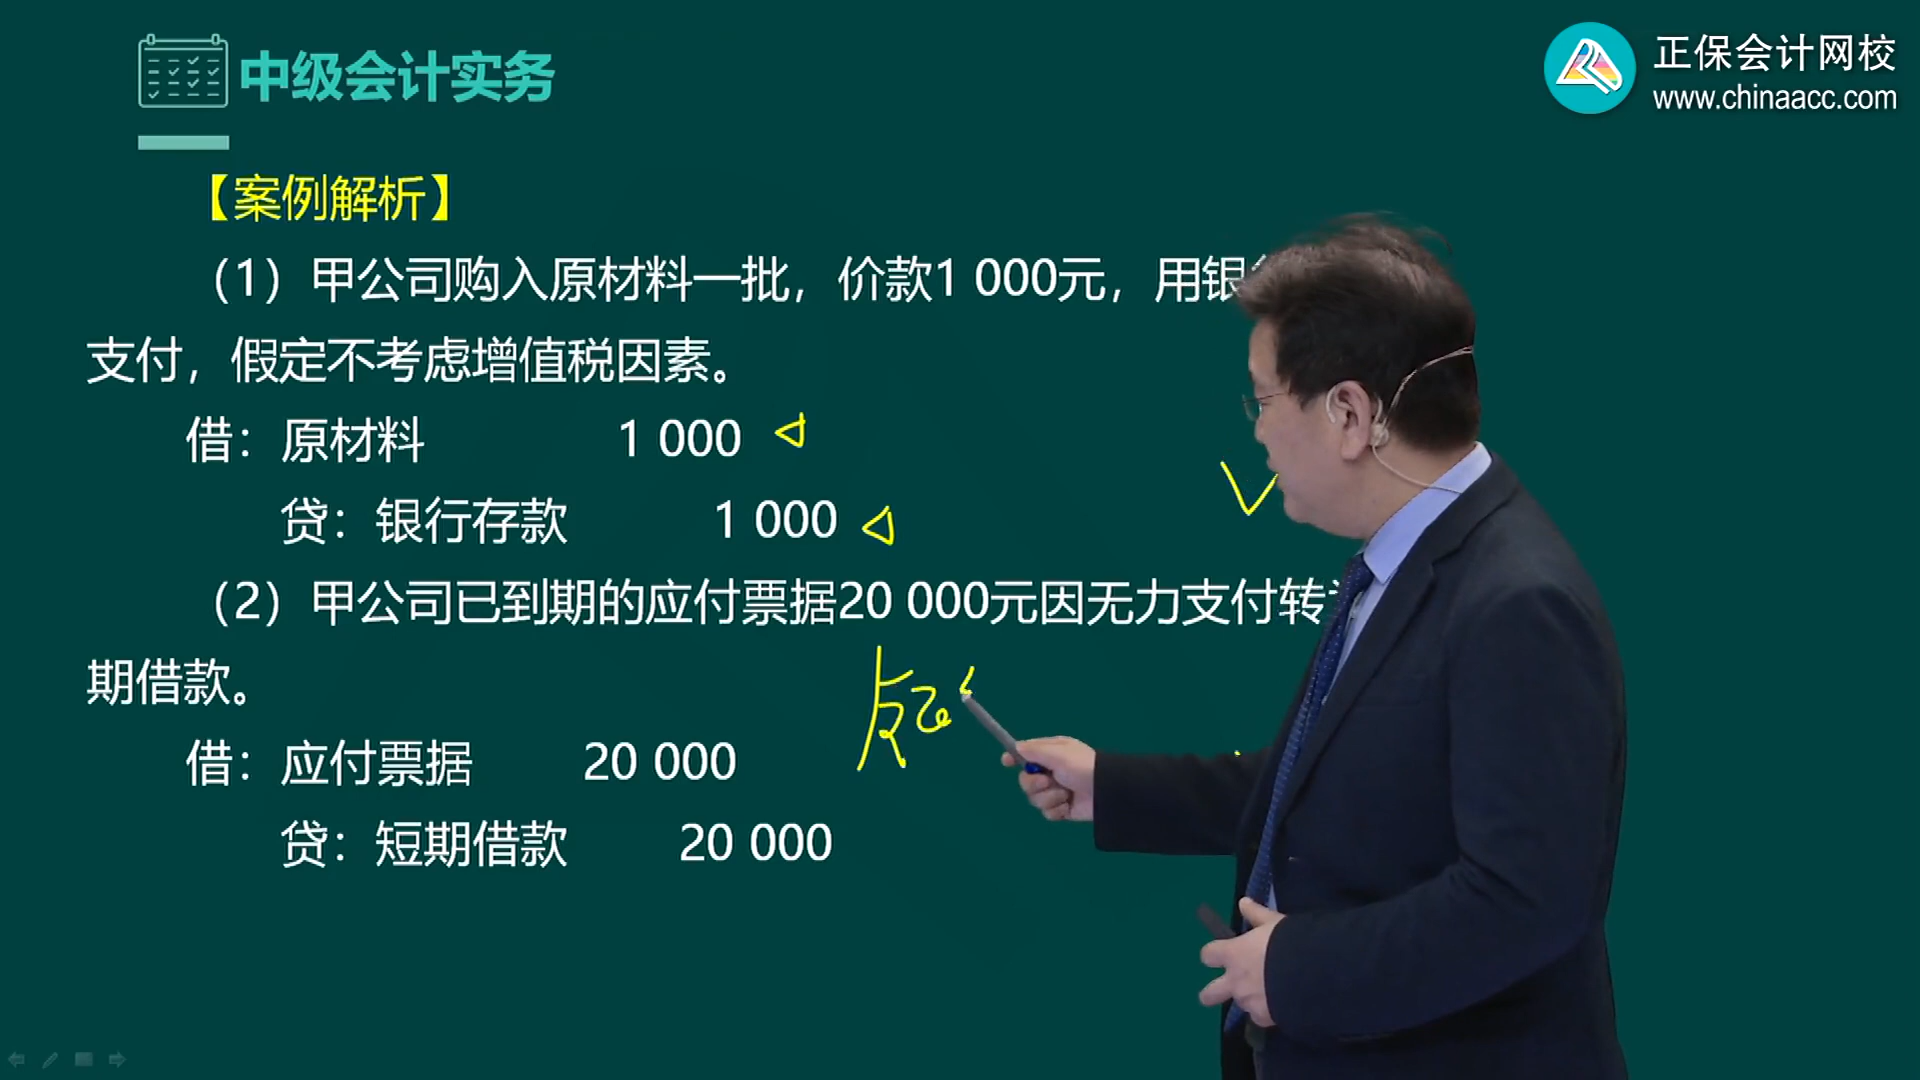 中级会计实务
正保会计网校
www.chinaacc.com
【案例解析】
（1）甲公司购入原材料一批，价款1 000元，用银
支付，假定不考虑增值税因素。
借：原材料 1 000
贷：银行存款 1 000
（2）甲公司已到期的应付票据20 000元因无力支付转
期借款。
借：应付票据 20 000
贷：短期借款 20 000